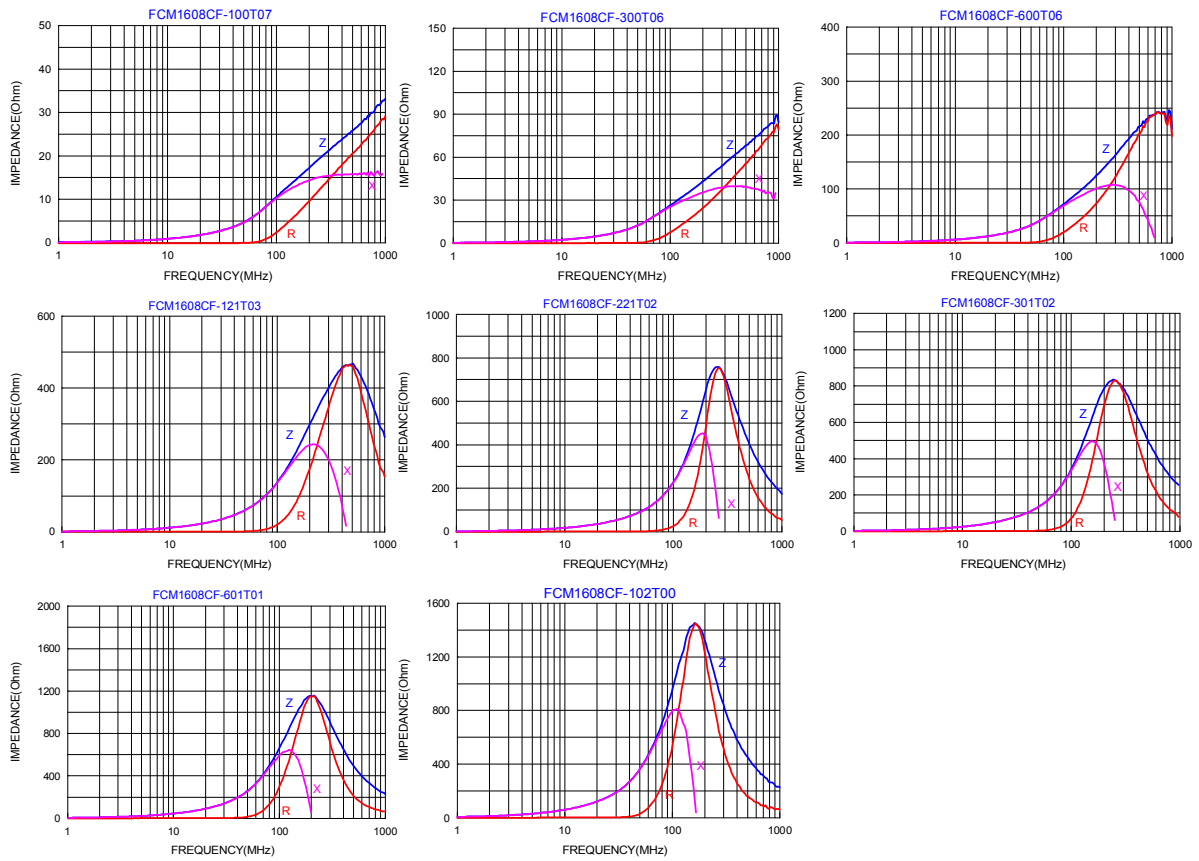 FCM1608CF-100T07
50
40
30
20
10
0
IMPEDANCE(Ohm)
Z
X
R
1
10
100
1000
FREQUENCY(MHz)
FCM1608CF-300T06
150
120
90
60
30
0
IMPEDANCE(Ohm)
Z
X
R
1
10
100
1000
FREQUENCY(MHz)
FCM1608CF-600T06
400
300
200
100
0
IMPEDANCE(Ohm)
Z
X
R
1
10
100
1000
FREQUENCY(MHz)
FCM1608CF-121T03
600
400
200
0
IMPEDANCE(Ohm)
Z
X
R
1
10
100
1000
FREQUENCY(MHz)
FCM1608CF-221T02
1000
800
600
400
200
0
IMPEDANCE(Ohm)
Z
X
R
1
10
100
1000
FREQUENCY(MHz)
FCM1608CF-301T02
1200
1000
800
600
400
200
0
IMPEDANCE(Ohm)
Z
X
R
1
10
100
1000
FREQUENCY(MHz)
FCM1608CF-601T01
2000
1600
1200
800
400
0
IMPEDANCE(Ohm)
Z
X
R
1
10
100
1000
FREQUENCY(MHz)
FCM1608CF-102T00
1600
1200
800
400
0
IMPEDANCE(Ohm)
Z
X
R
1
10
100
1000
FREQUENCY(MHz)